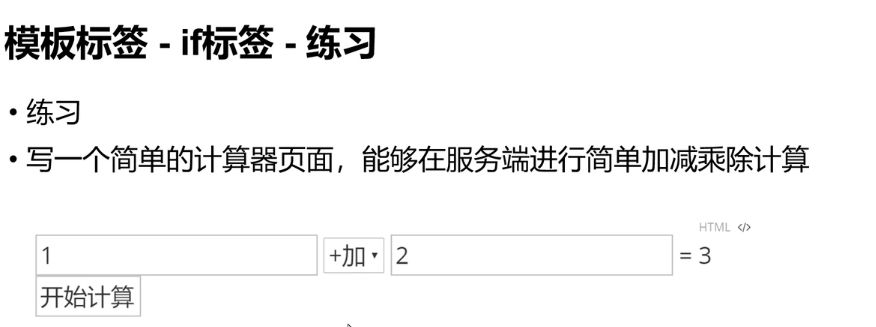 模板标签 - if标签 - 练习
• 练习
• 写一个简单的计算器页面，能够在服务端进行简单加减乘除计算
HTML </>
1 +加 ▾ 2 = 3
开始计算